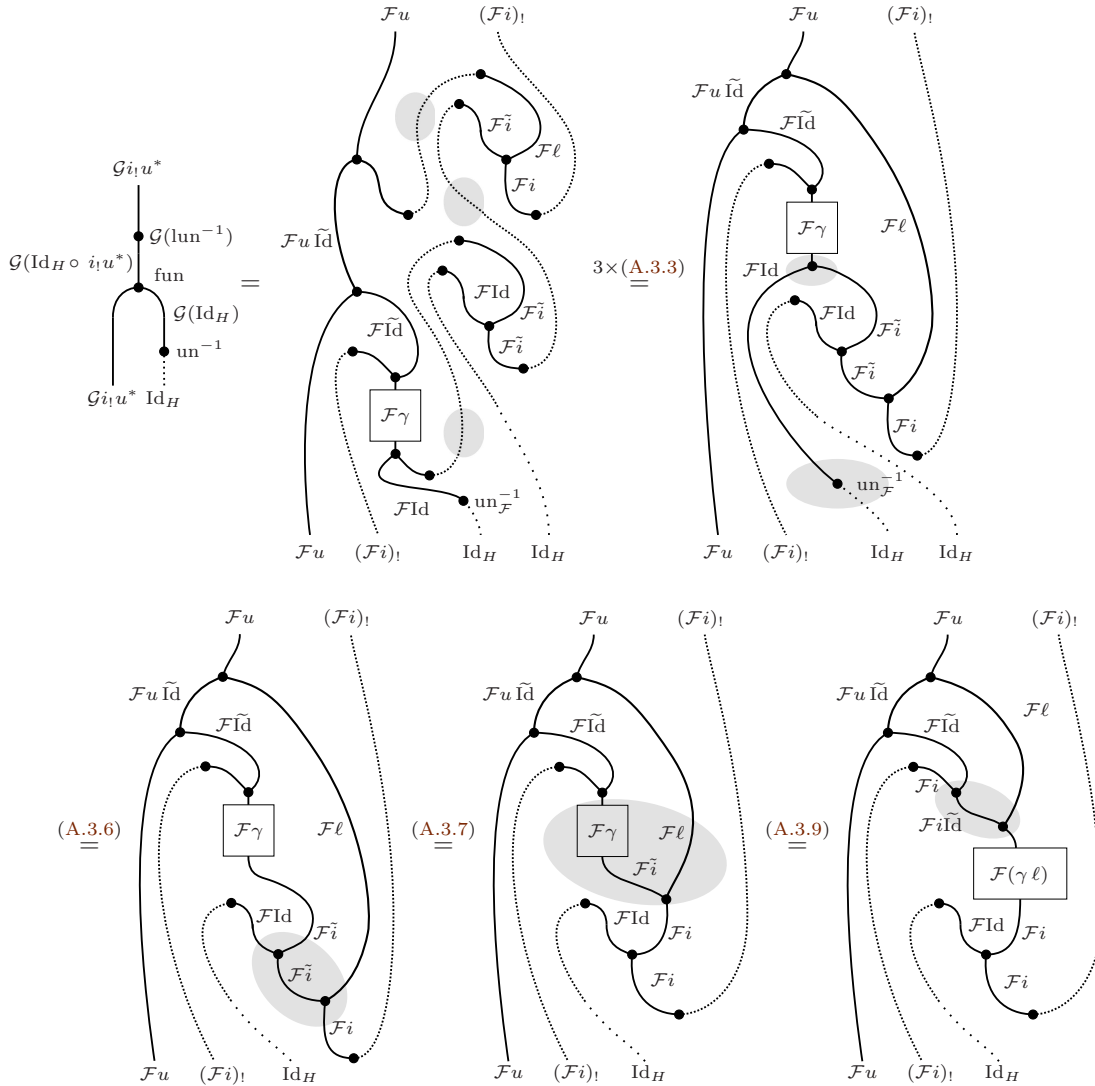 ℱu (ℱi)!
ℱĩ ℱℓ
ℱi
𝒢i!u*
𝒢(lun⁻¹)
𝒢(Id_H ∘ i!u*) fun
𝒢(Id_H)
un⁻¹
𝒢i!u* Id_H
=
ℱu Ĩd
ℱId
ℱĩ
ℱĨd ℱĩ
ℱγ
un_ℱ⁻¹
ℱId
ℱu (ℱi)! Id_H Id_H
3×(A.3.3)
=
ℱu (ℱi)!
ℱu Ĩd
ℱĨd
ℱγ ℱℓ
ℱId
ℱId
ℱĩ
ℱĩ
ℱi
un_ℱ⁻¹
ℱu (ℱi)! Id_H Id_H
(A.3.6)
=
ℱu (ℱi)!
ℱu Ĩd
ℱĨd
ℱγ ℱℓ
ℱId
ℱĩ
ℱĩ
ℱi
ℱu (ℱi)! Id_H
(A.3.7)
=
ℱu (ℱi)!
ℱu Ĩd
ℱĨd
ℱγ ℱℓ
ℱĩ
ℱId
ℱi
ℱi
ℱu (ℱi)! Id_H
(A.3.9)
=
ℱu (ℱi)!
ℱu Ĩd ℱℓ
ℱĨd
ℱi
ℱiĨd
ℱ(γ ℓ)
ℱId
ℱi
ℱi
ℱu (ℱi)! Id_H